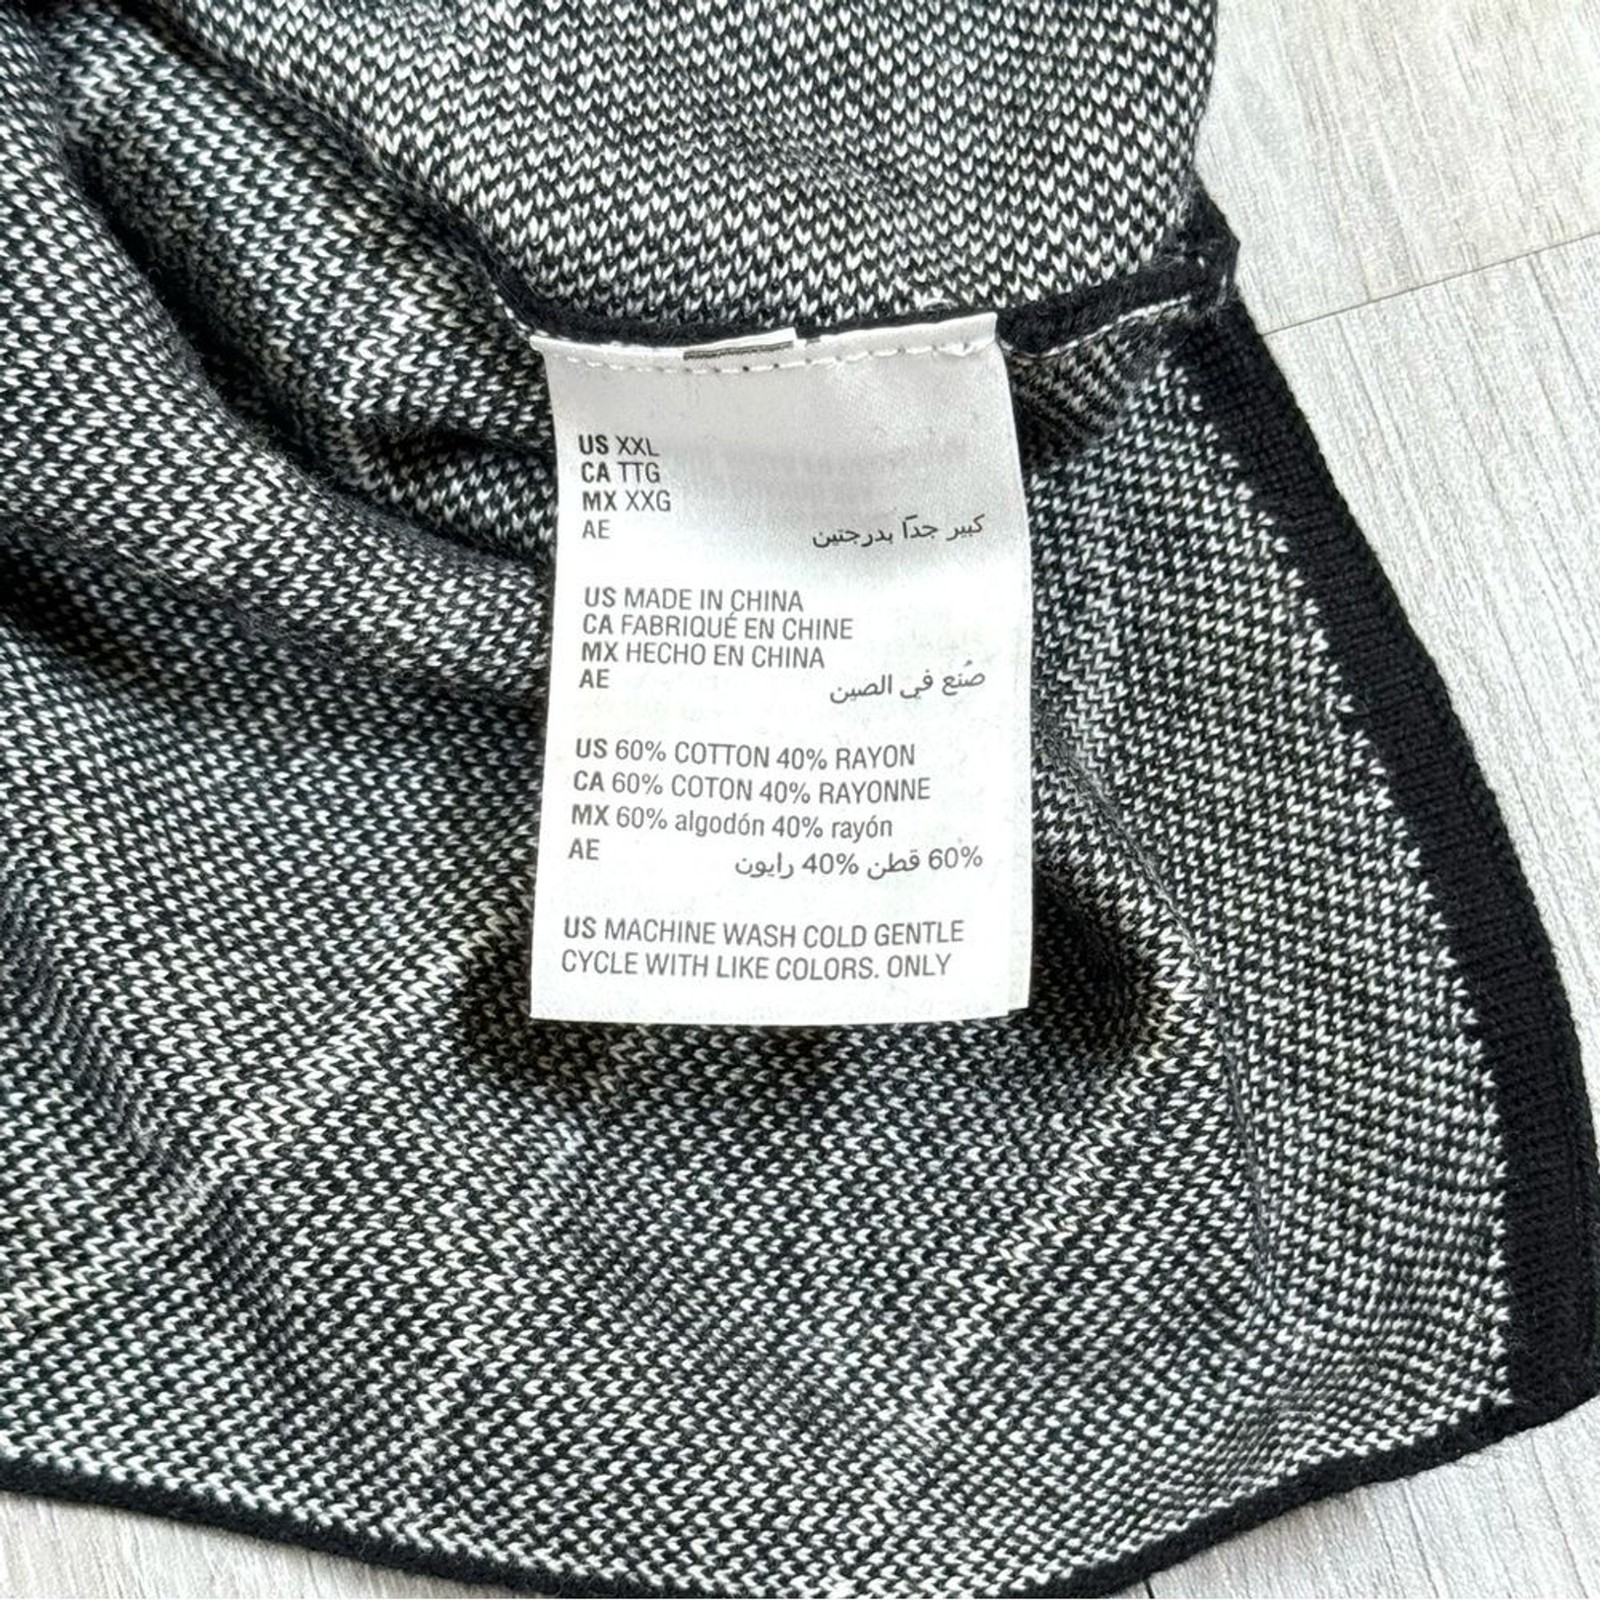 US XXL
CA TTG
MX XXG
AE كبير جدًا بدرجتين
US MADE IN CHINA
CA FABRIQUÉ EN CHINE
MX HECHO EN CHINA
AE صُنع في الصين
US 60% COTTON 40% RAYON
CA 60% COTON 40% RAYONNE
MX 60% algodón 40% rayón
AE 60% قطن 40% رايون
US MACHINE WASH COLD GENTLE
CYCLE WITH LIKE COLORS. ONLY